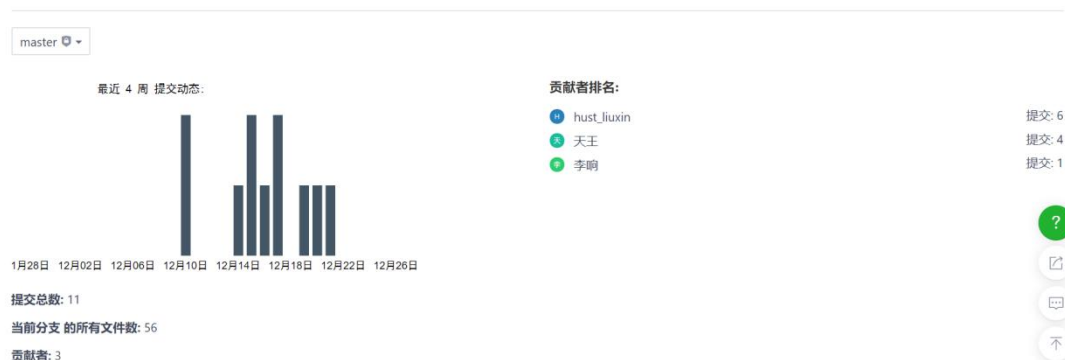 master
最近 4 周 提交动态:
1月28日 12月02日 12月06日 12月10日 12月14日 12月18日 12月22日 12月26日
提交总数: 11
当前分支 的所有文件数: 56
贡献者: 3
贡献者排名:
H hust_liuxin 提交: 6
天 天王 提交: 4
李 李响 提交: 1
?